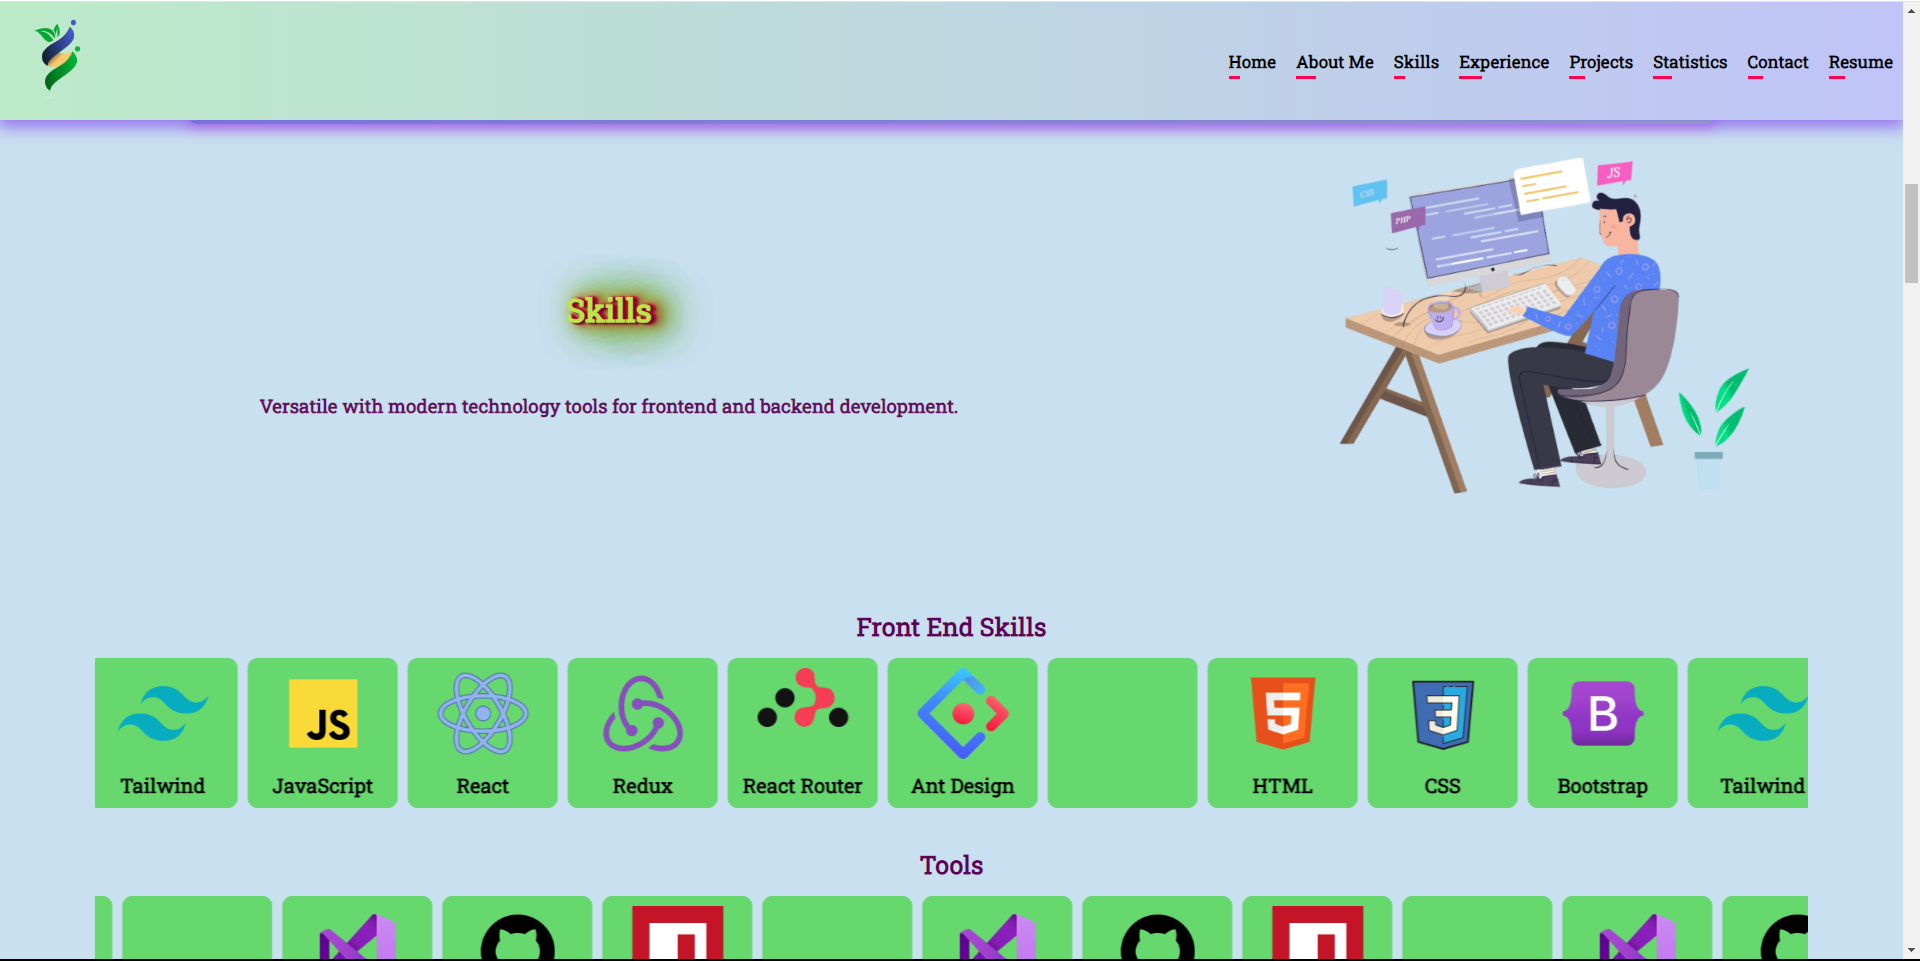 Home About Me Skills Experience Projects Statistics Contact Resume
CSS
JS
PHP
Skills
Versatile with modern technology tools for frontend and backend development.
Front End Skills
JS
5
3
B
Tailwind JavaScript React Redux React Router Ant Design HTML CSS Bootstrap Tailwind
Tools